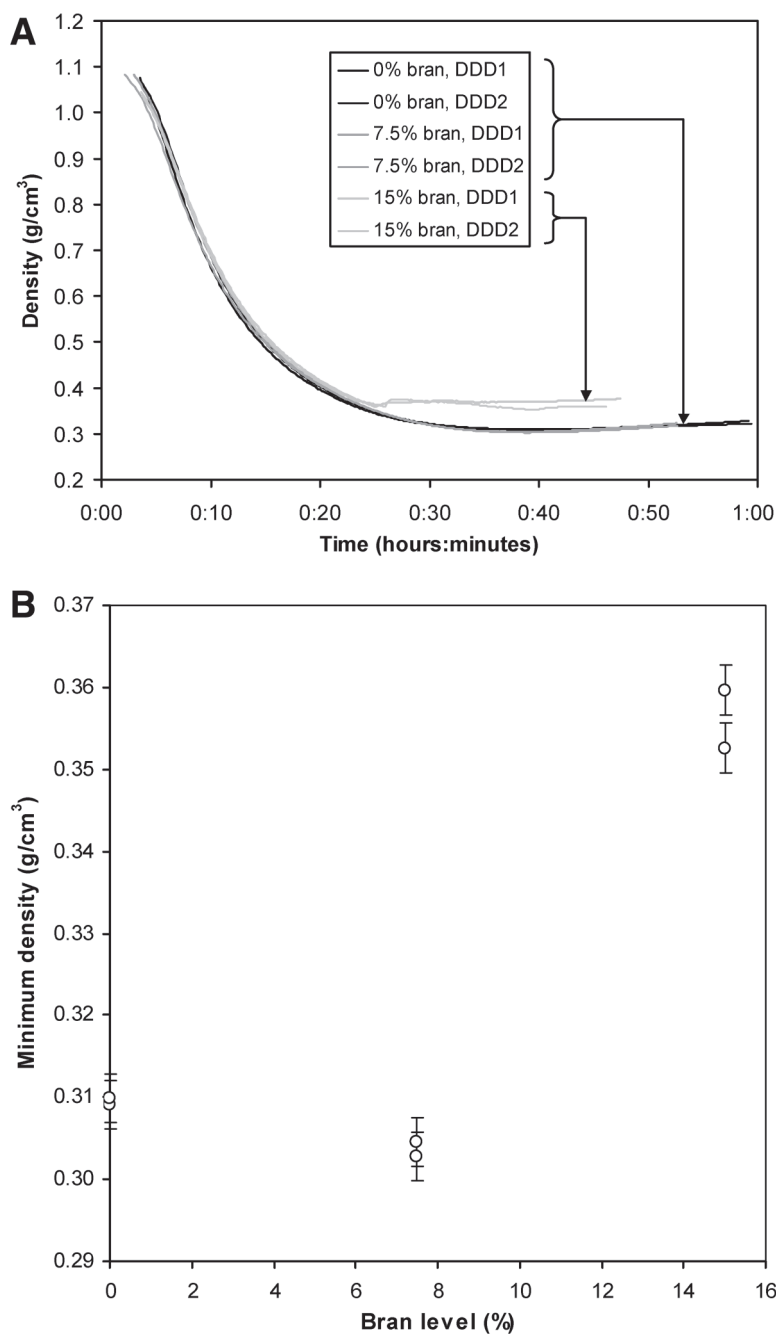 A
1.2
1.1
1.0
0.9
0.8
0.7
0.6
0.5
0.4
0.3
0.2
Density (g/cm³)
0% bran, DDD1
0% bran, DDD2
7.5% bran, DDD1
7.5% bran, DDD2
15% bran, DDD1
15% bran, DDD2
0:00 0:10 0:20 0:30 0:40 0:50 1:00
Time (hours:minutes)
B
0.37
0.36
0.35
0.34
0.33
0.32
0.31
0.30
0.29
Minimum density (g/cm³)
0 2 4 6 8 10 12 14 16
Bran level (%)